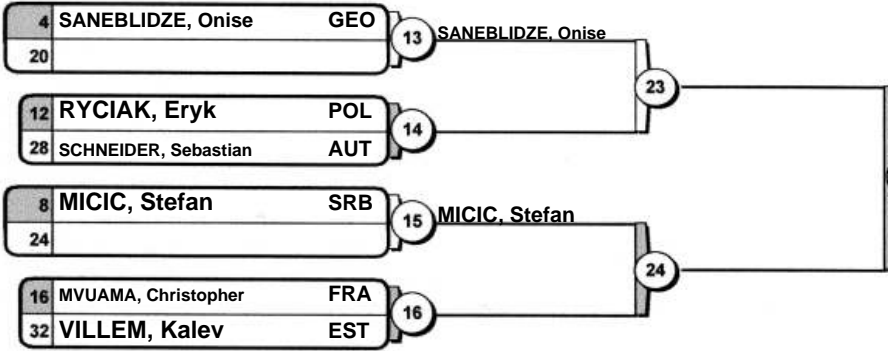 4 SANEBLIDZE, Onise GEO
20
13 SANEBLIDZE, Onise
23
12 RYCIAK, Eryk POL
28 SCHNEIDER, Sebastian AUT
14
8 MICIC, Stefan SRB
24
15 MICIC, Stefan
24
16 MVUAMA, Christopher FRA
32 VILLEM, Kalev EST
16